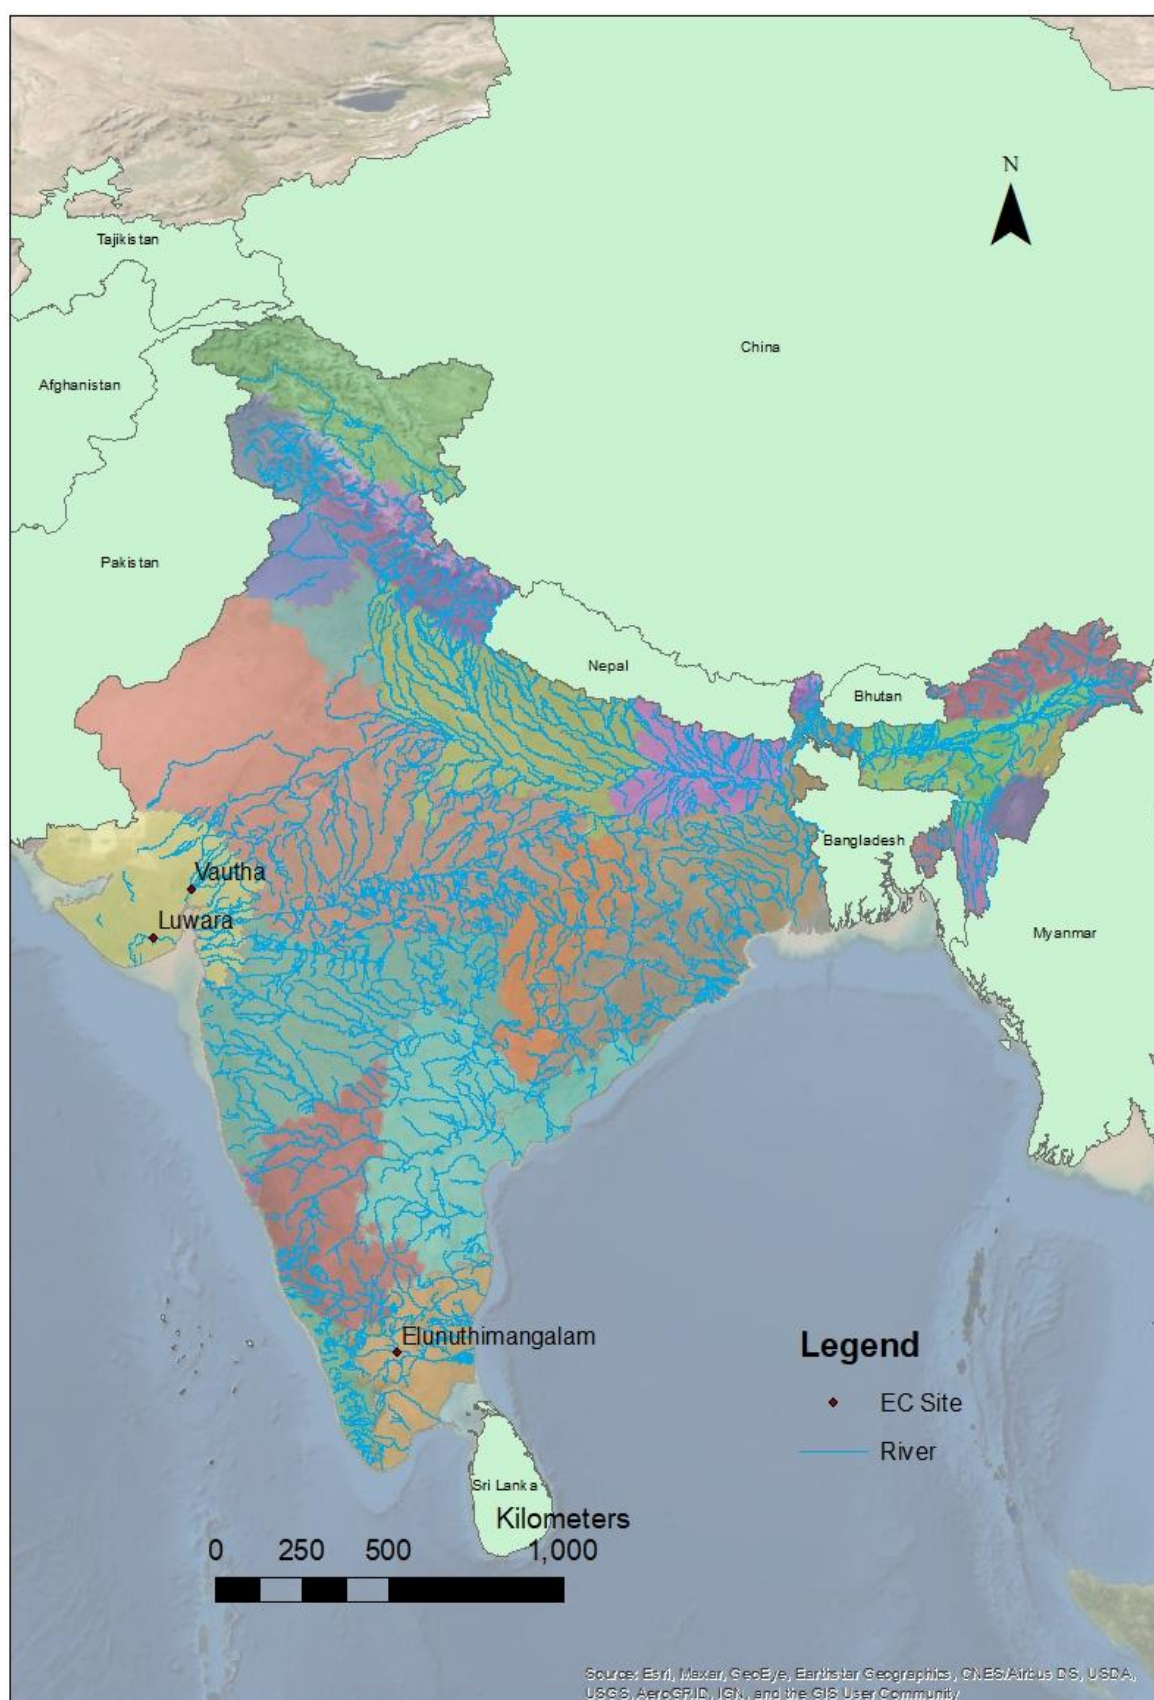 N
Tajikistan
China
Afghanistan
Pakistan
Nepal
Bhutan
Bangladesh
Vautha
Luwara
Myanmar
Elunuthimangalam
Legend
EC Site
River
Sri Lanka
Kilometers
0 250 500 1,000
Source: Esri, Maxar, GeoEye, Earthstar Geographics, CNES/Airbus DS, USDA,
USGS, AeroGRID, IGN, and the GIS User Community